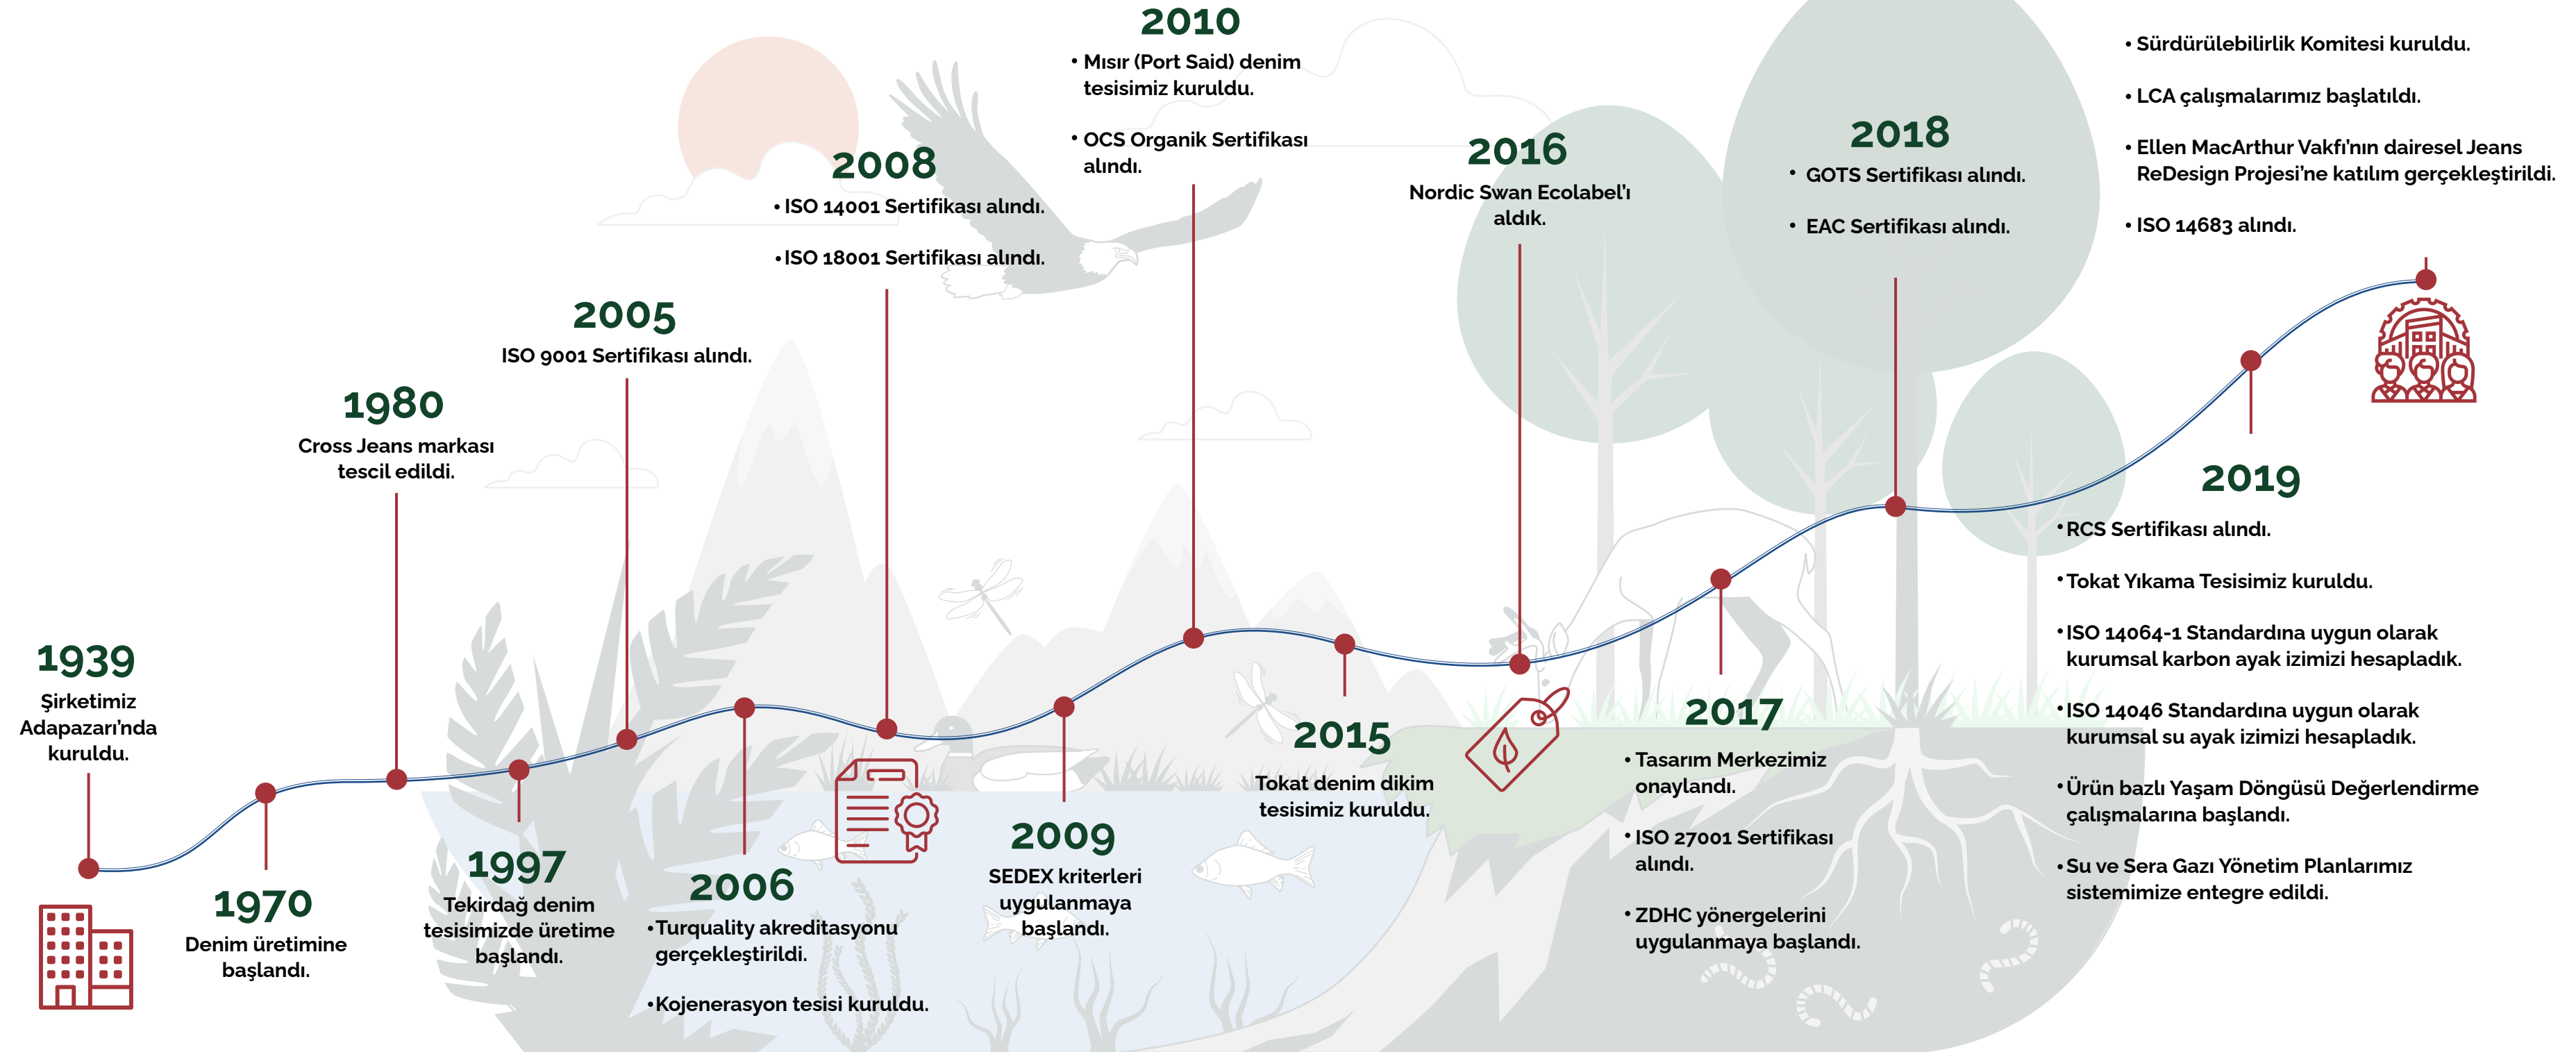 1939
Şirketimiz
Adapazarı'nda
kuruldu.
1970
Denim üretimine
başlandı.
1980
Cross Jeans markası
tescil edildi.
1997
Tekirdağ denim
tesisimizde üretime
başlandı.
2005
ISO 9001 Sertifikası alındı.
2006
•Turquality akreditasyonu
gerçekleştirildi.
•Kojenerasyon tesisi kuruldu.
2008
• ISO 14001 Sertifikası alındı.
• ISO 18001 Sertifikası alındı.
2009
SEDEX kriterleri
uygulanmaya
başlandı.
2010
• Mısır (Port Said) denim
tesisimiz kuruldu.
• OCS Organik Sertifikası
alındı.
2015
Tokat denim dikim
tesisimiz kuruldu.
2016
Nordic Swan Ecolabel'ı
aldık.
2017
• Tasarım Merkezimiz
onaylandı.
• ISO 27001 Sertifikası
alındı.
• ZDHC yönergelerini
uygulanmaya başlandı.
2018
• GOTS Sertifikası alındı.
• EAC Sertifikası alındı.
2019
• RCS Sertifikası alındı.
• Tokat Yıkama Tesisimiz kuruldu.
• ISO 14064-1 Standardına uygun olarak
kurumsal karbon ayak izimizi hesapladık.
• ISO 14046 Standardına uygun olarak
kurumsal su ayak izimizi hesapladık.
• Ürün bazlı Yaşam Döngüsü Değerlendirme
çalışmalarına başlandı.
• Su ve Sera Gazı Yönetim Planlarımız
sistemimize entegre edildi.
• Sürdürülebilirlik Komitesi kuruldu.
• LCA çalışmalarımız başlatıldı.
• Ellen MacArthur Vakfı'nın dairesel Jeans
ReDesign Projesi'ne katılım gerçekleştirildi.
• ISO 14683 alındı.